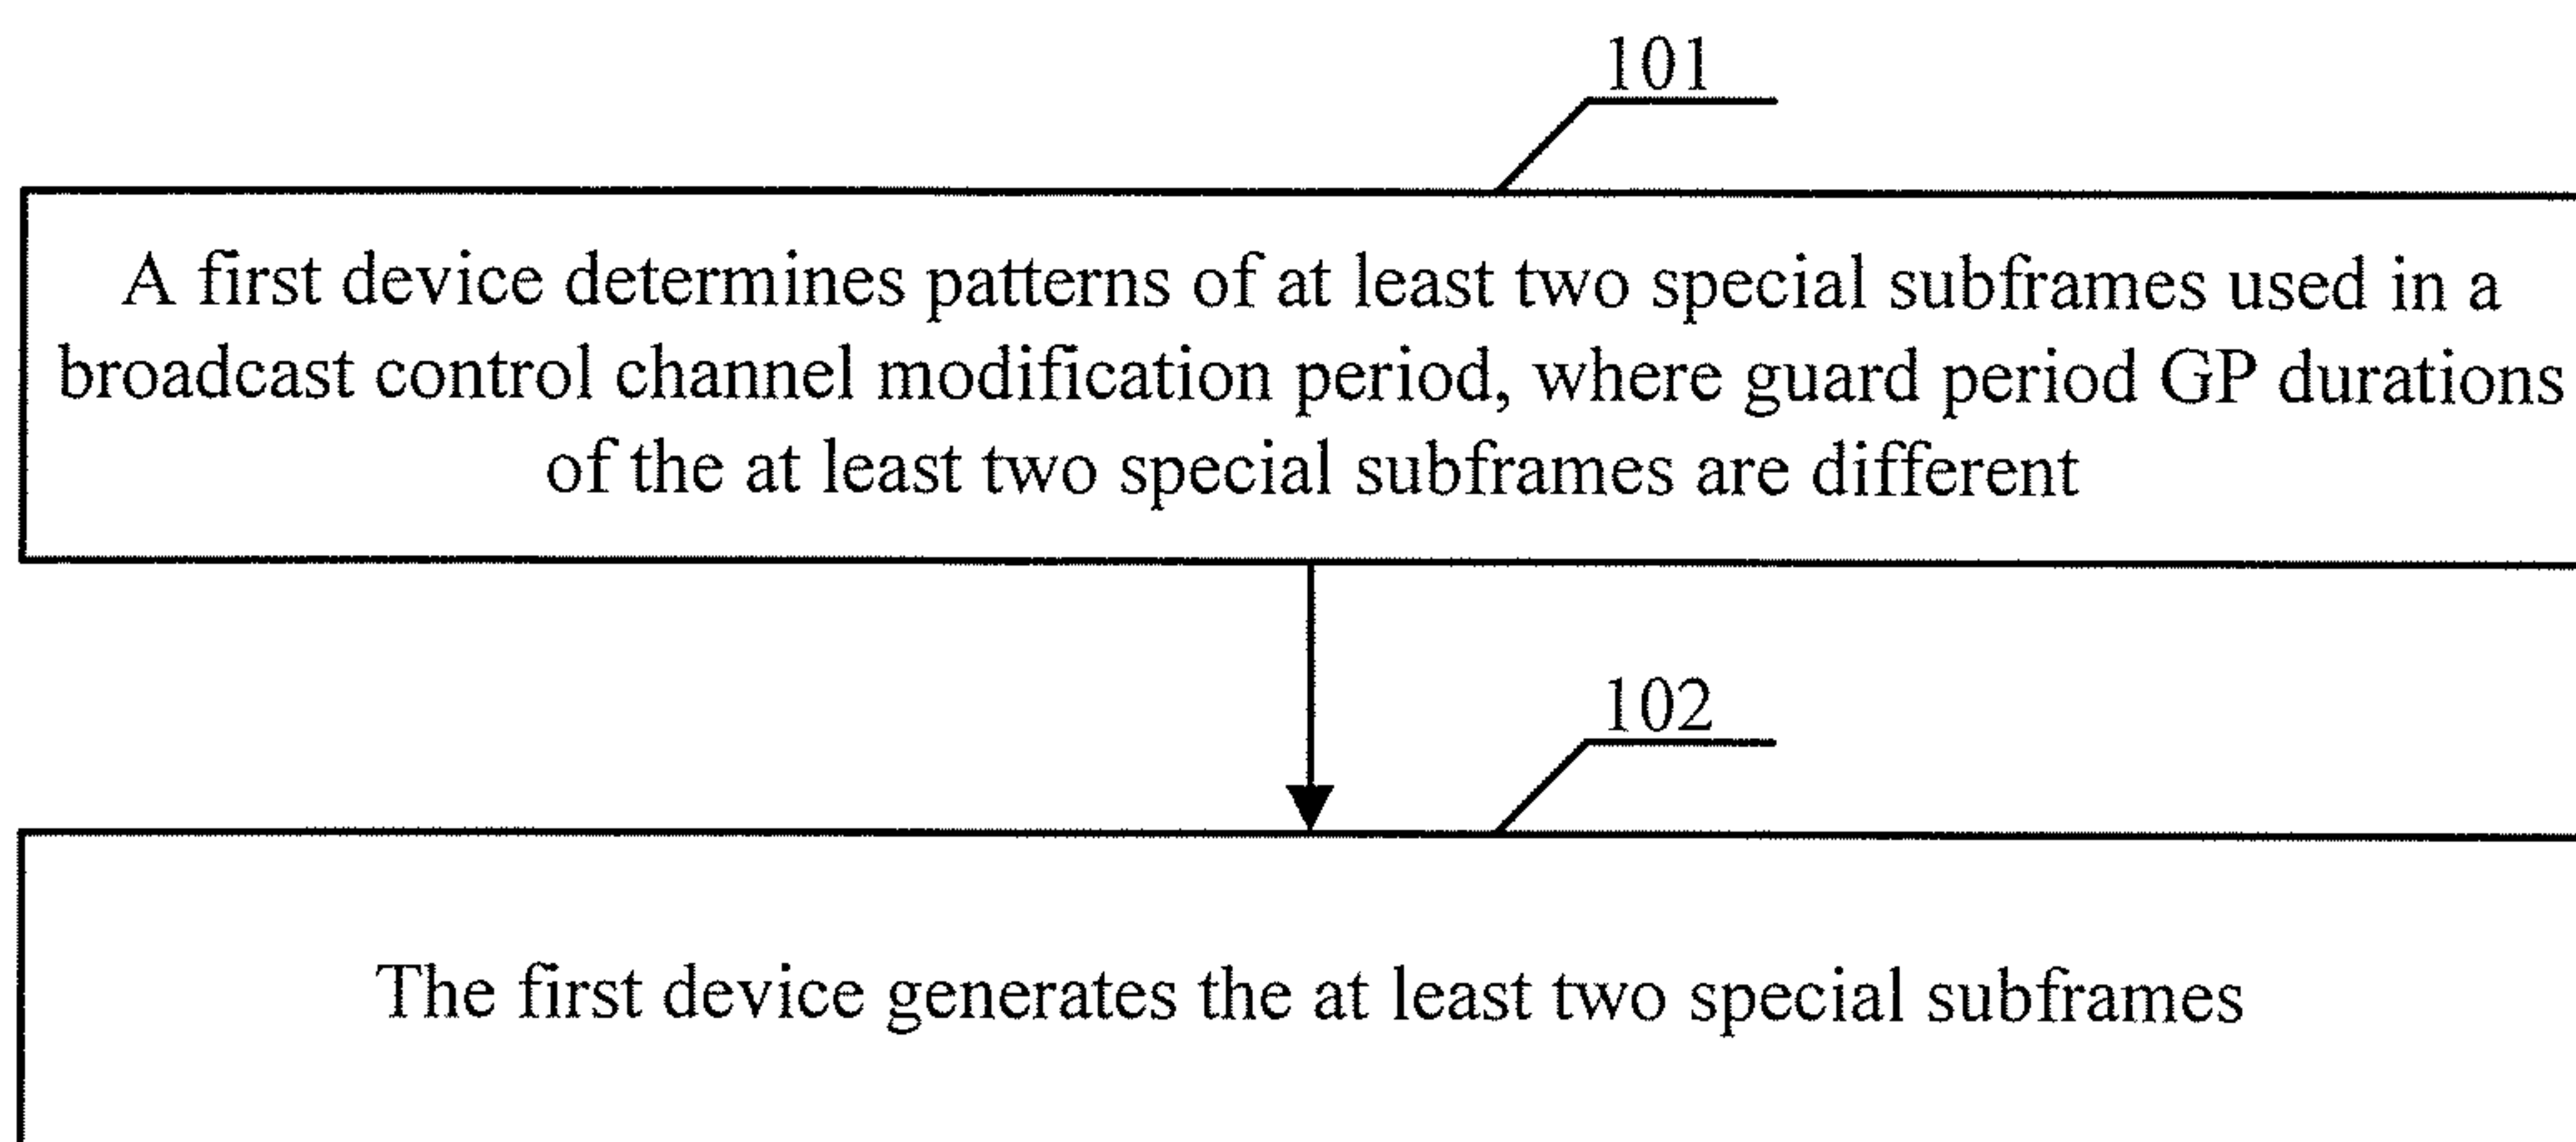 101
A first device determines patterns of at least two special subframes used in a
broadcast control channel modification period, where guard period GP durations
of the at least two special subframes are different
102
The first device generates the at least two special subframes